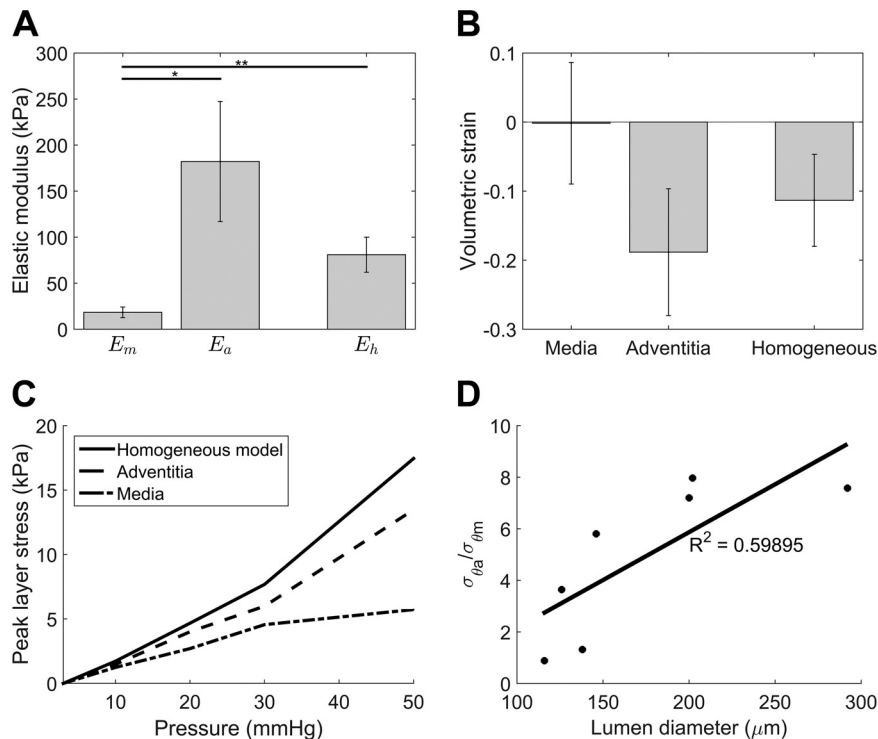 A
300
250
200
150
100
50
0
Elastic modulus (kPa)
*
**
E_m
E_a
E_h
B
0.1
0
-0.1
-0.2
-0.3
Volumetric strain
Media
Adventitia
Homogeneous
C
20
15
10
5
0
Peak layer stress (kPa)
Homogeneous model
Adventitia
Media
10 20 30 40 50
Pressure (mmHg)
D
10
8
6
4
2
0
σθa/σθm
R² = 0.59895
100 150 200 250 300
Lumen diameter (μm)